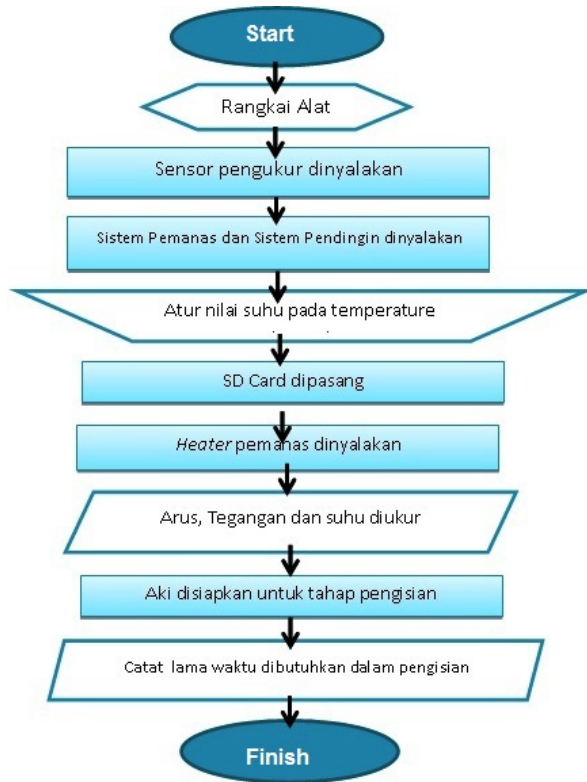 Start
Rangkai Alat
Sensor pengukur dinyalakan
Sistem Pemanas dan Sistem Pendingin dinyalakan
Atur nilai suhu pada temperature
SD Card dipasang
Heater pemanas dinyalakan
Arus, Tegangan dan suhu diukur
Aki disiapkan untuk tahap pengisian
Catat lama waktu dibutuhkan dalam pengisian
Finish